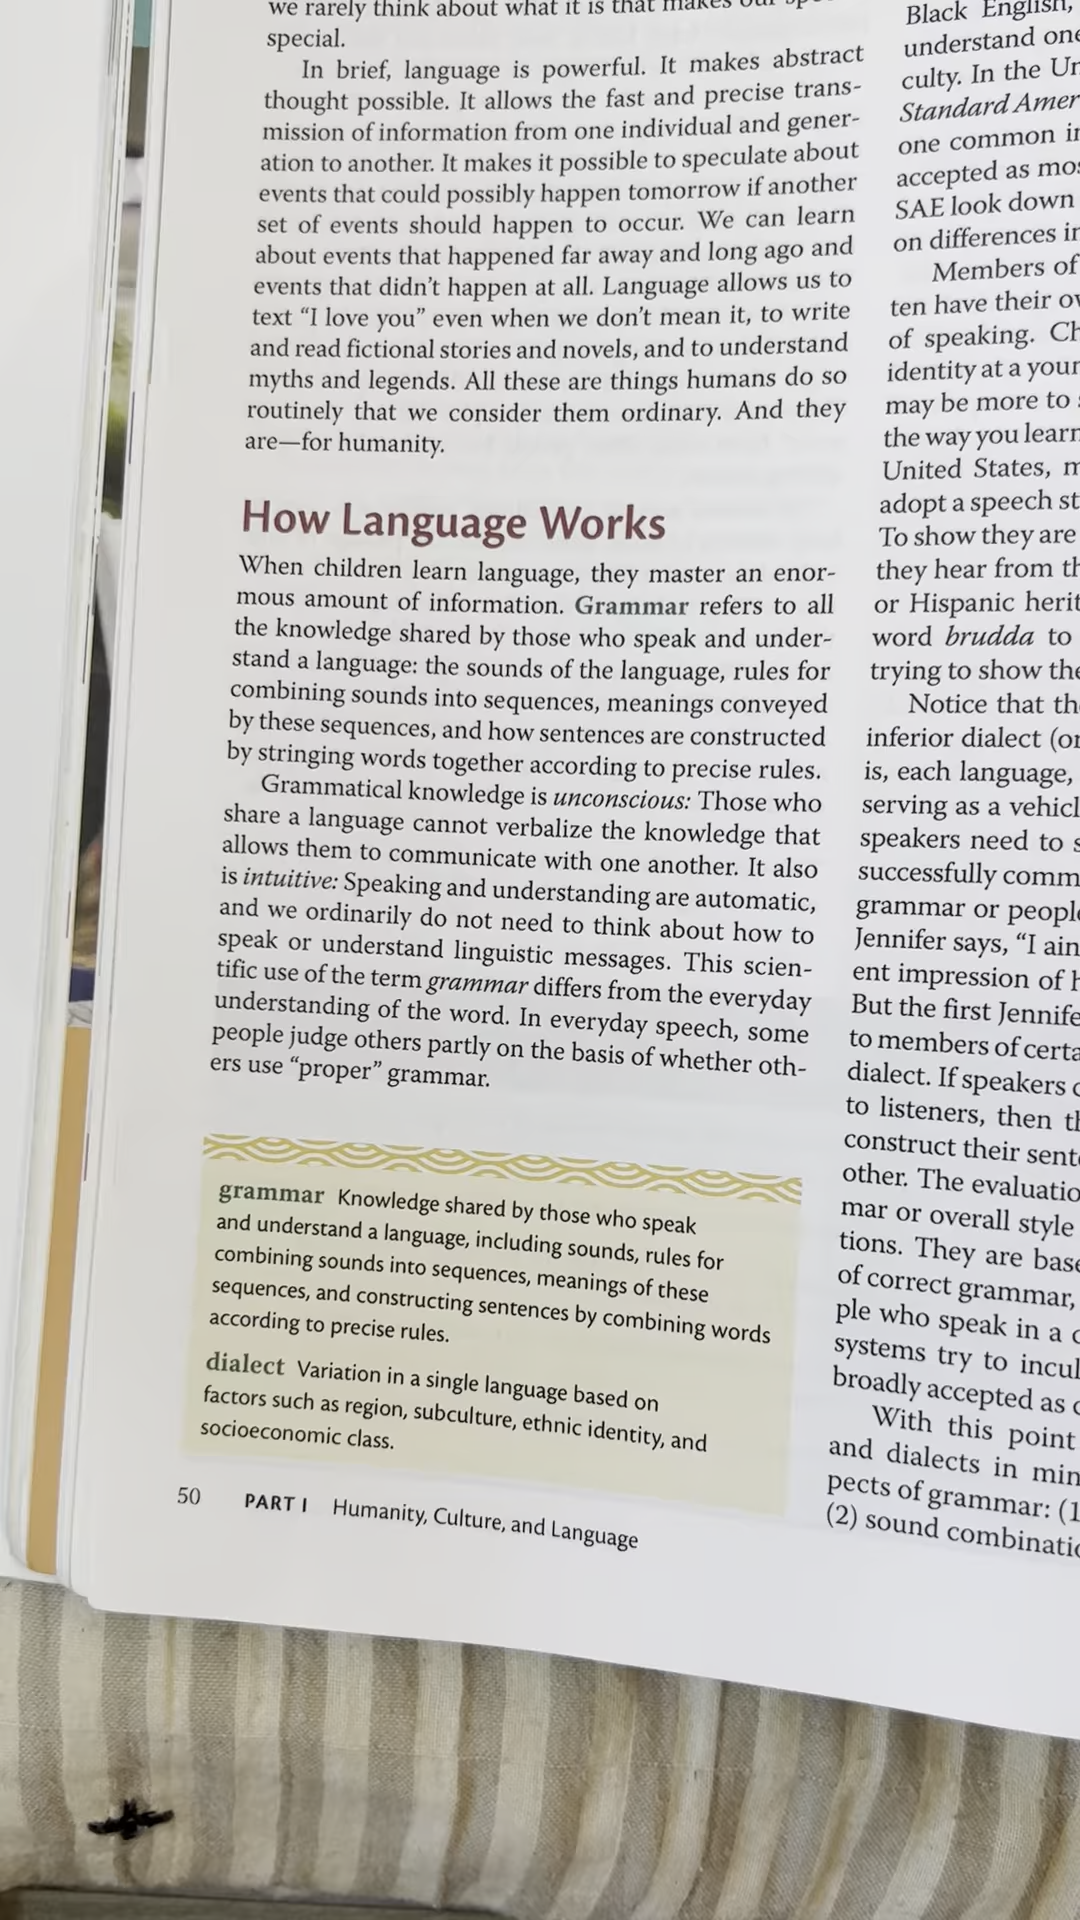 we rarely think about what it is that makes our
special.
In brief, language is powerful. It makes abstract
thought possible. It allows the fast and precise trans-
mission of information from one individual and gener-
ation to another. It makes it possible to speculate about
events that could possibly happen tomorrow if another
set of events should happen to occur. We can learn
about events that happened far away and long ago and
events that didn't happen at all. Language allows us to
text “I love you” even when we don't mean it, to write
and read fictional stories and novels, and to understand
myths and legends. All these are things humans do so
routinely that we consider them ordinary. And they
are—for humanity.
How Language Works
When children learn language, they master an enor-
mous amount of information. Grammar refers to all
the knowledge shared by those who speak and under-
stand a language: the sounds of the language, rules for
combining sounds into sequences, meanings conveyed
by these sequences, and how sentences are constructed
by stringing words together according to precise rules.
Grammatical knowledge is unconscious: Those who
share a language cannot verbalize the knowledge that
allows them to communicate with one another. It also
is intuitive: Speaking and understanding are automatic,
and we ordinarily do not need to think about how to
speak or understand linguistic messages. This scien-
tific use of the term grammar differs from the everyday
understanding of the word. In everyday speech, some
people judge others partly on the basis of whether oth-
ers use “proper” grammar.
grammar Knowledge shared by those who speak
and understand a language, including sounds, rules for
combining sounds into sequences, meanings of these
sequences, and constructing sentences by combining words
according to precise rules.
dialect Variation in a single language based on
factors such as region, subculture, ethnic identity, and
socioeconomic class.
50 PART I Humanity, Culture, and Language
Black English,
understand
culty. In the
Standard
one common
accepted as
SAE look down
on differences
Members of
ten have their
of speaking.
identity at a
may be more to
the way you
United States,
adopt a speech
To show they are
they hear from
or Hispanic
word brudda to
trying to show
Notice that
inferior dialect
is, each language,
serving as a
speakers need to
successfully
grammar or
Jennifer says, “I
ent impression of
But the first
to members of
dialect. If speakers
to listeners, then
construct their
other. The
mar or overall style
tions. They are
of correct grammar,
ple who speak in a
systems try to
broadly accepted as
With this point
and dialects in
pects of grammar:
(2) sound